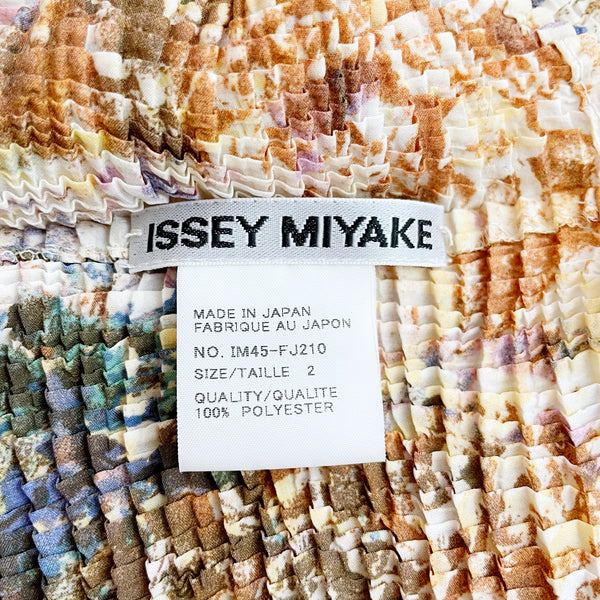 ISSEY MIYAKE
MADE IN JAPAN
FABRIQUE AU JAPON
NO. IM45-FJ210
SIZE/TAILLE 2
QUALITY/QUALITE
100% POLYESTER